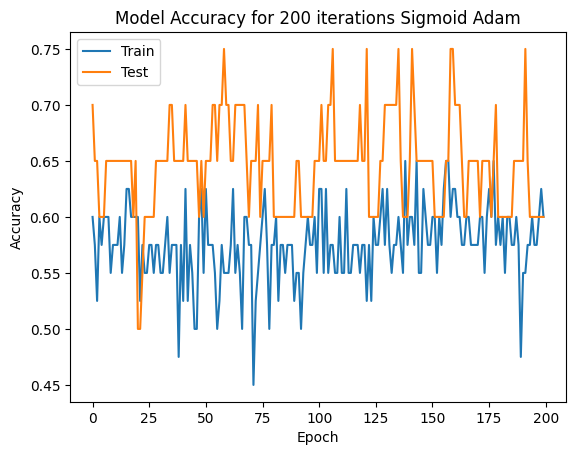 Model Accuracy for 200 iterations Sigmoid Adam
Train
Test
Accuracy
0.75
0.70
0.65
0.60
0.55
0.50
0.45
0 25 50 75 100 125 150 175 200
Epoch